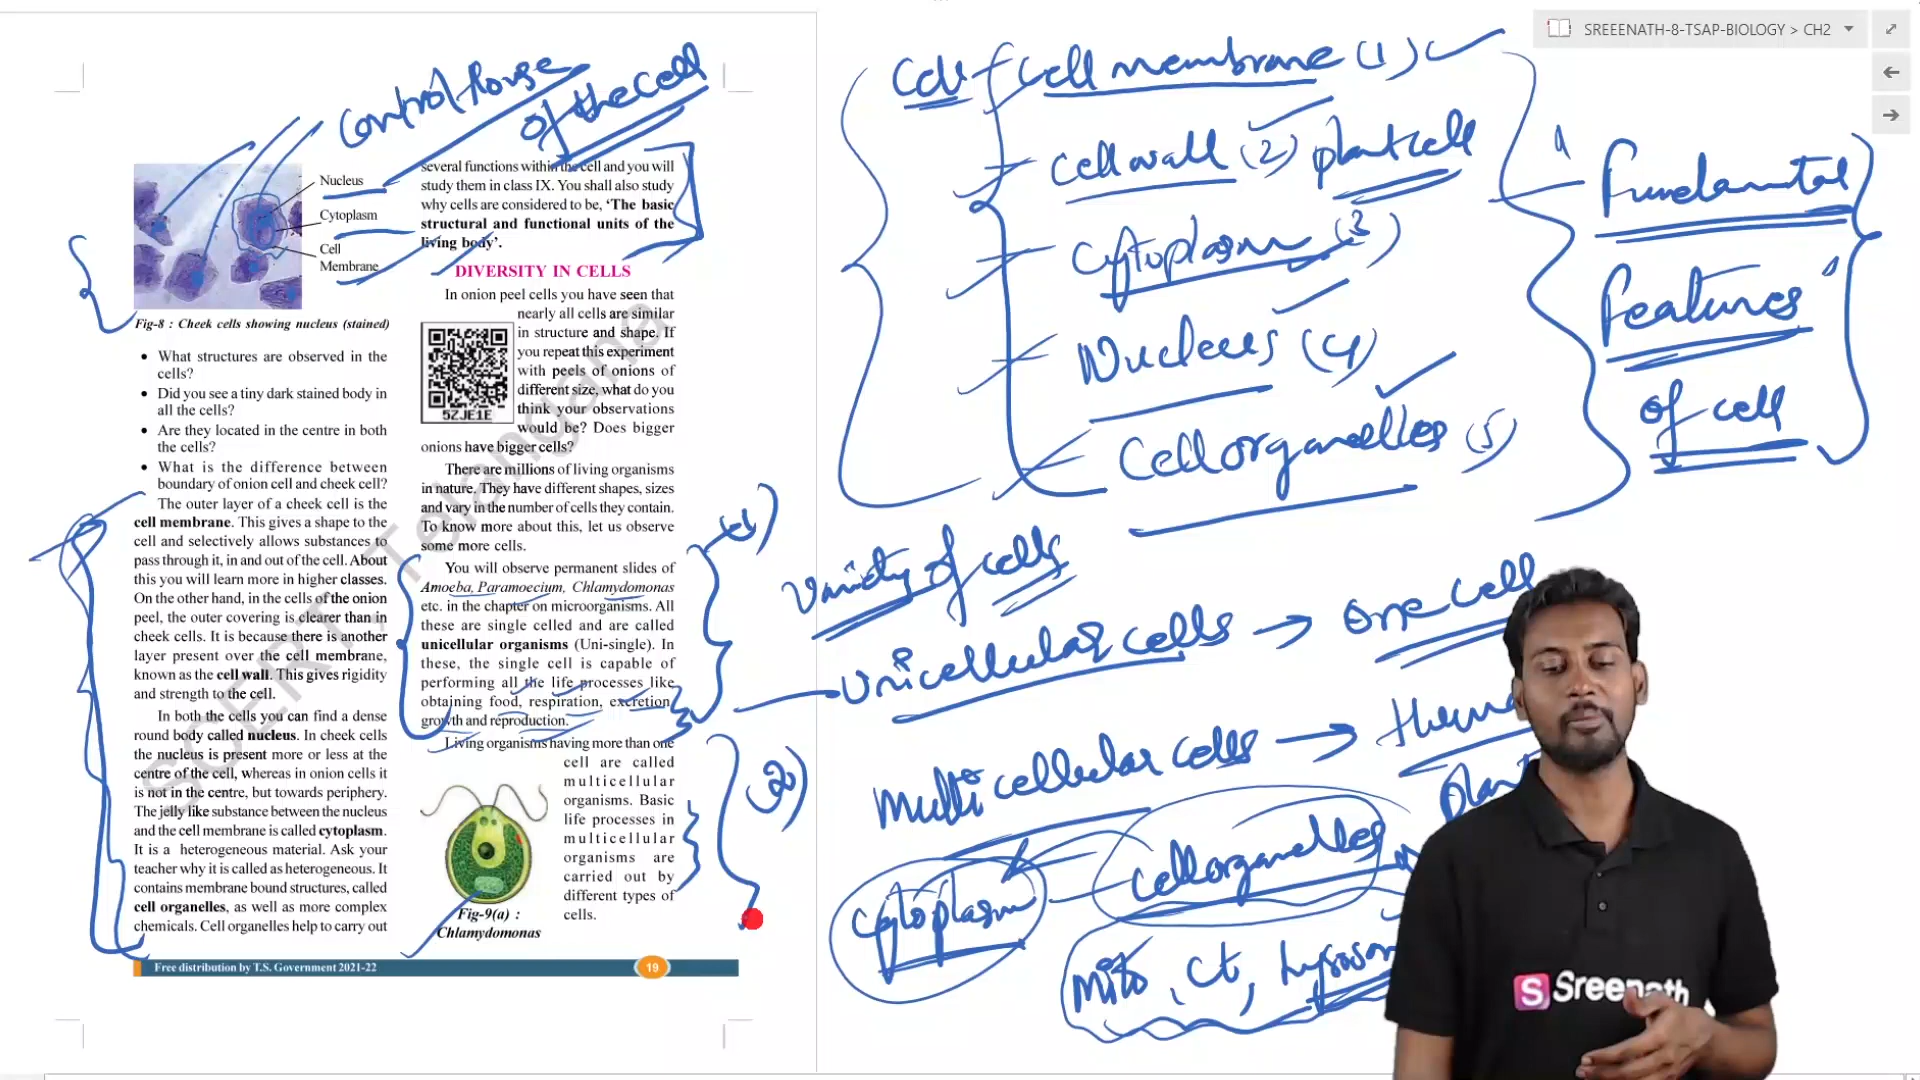 SREEENATH-8-TSAP-BIOLOGY > CH2
control House
of the cell
Nucleus
Cytoplasm
Cell
Membrane
Fig-8 : Cheek cells showing nucleus (stained)
• What structures are observed in the
cells?
• Did you see a tiny dark stained body in
all the cells?
• Are they located in the centre in both
the cells?
• What is the difference between
boundary of onion cell and cheek cell?
The outer layer of a cheek cell is the
cell membrane. This gives a shape to the
cell and selectively allows substances to
pass through it, in and out of the cell. About
this you will learn more in higher classes.
On the other hand, in the cells of the onion
peel, the outer covering is clearer than in
cheek cells. It is because there is another
layer present over the cell membrane,
known as the cell wall. This gives rigidity
and strength to the cell.
In both the cells you can find a dense
round body called nucleus. In cheek cells
the nucleus is present more or less at the
centre of the cell, whereas in onion cells it
is not in the centre, but towards periphery.
The jelly like substance between the nucleus
and the cell membrane is called cytoplasm.
It is a heterogeneous material. Ask your
teacher why it is called as heterogeneous. It
contains membrane bound structures, called
cell organelles, as well as more complex
chemicals. Cell organelles help to carry out
several functions within the cell and you will
study them in class IX. You shall also study
why cells are considered to be, ‘The basic
structural and functional units of the
living body’.
DIVERSITY IN CELLS
In onion peel cells you have seen that
nearly all cells are similar
in structure and shape. If
you repeat this experiment
with peels of onions of
different size, what do you
think your observations
would be? Does bigger
onions have bigger cells?
5ZJE1E
There are millions of living organisms
in nature. They have different shapes, sizes
and vary in the number of cells they contain.
To know more about this, let us observe
some more cells.
You will observe permanent slides of
Amoeba, Paramoecium, Chlamydomonas
etc. in the chapter on microorganisms. All
these are single celled and are called
unicellular organisms (Uni-single). In
these, the single cell is capable of
performing all the life processes like
obtaining food, respiration, excretion,
growth and reproduction.
Living organisms having more than one
cell are called
multicellular
organisms. Basic
life processes in
multicellular
organisms are
carried out by
different types of
cells.
Fig-9(a) :
Chlamydomonas
SCERT, Telangana
Free distribution by T.S. Government 2021-22
19
(1)
(2)
Cell
Cell membrane (1)
Cell wall (2) plant cell
Cytoplasm (3)
Nucleus (4)
Cell organelles (5)
"Fundamental
Features"
of cell
Variety of cells
Unicellular cells → one cell
Multicellular cells →
cytoplasm
cell organelles
mito, Ct,
Sreenath